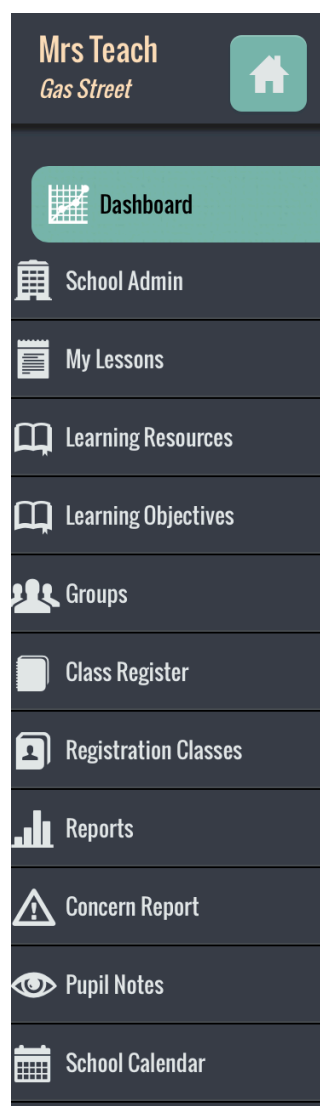 Mrs Teach
Gas Street
Dashboard
School Admin
My Lessons
Learning Resources
Learning Objectives
Groups
Class Register
Registration Classes
Reports
Concern Report
Pupil Notes
School Calendar